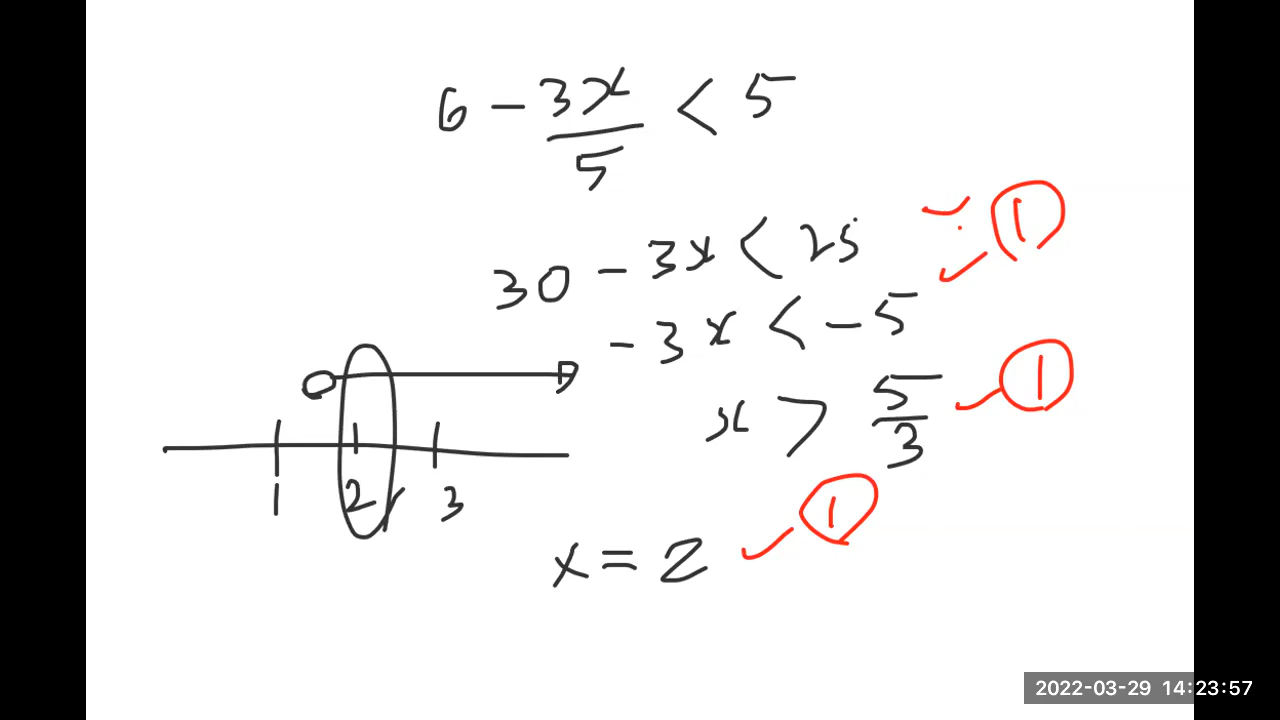 6 - 3x/5 < 5
30 - 3x < 25 ①
- 3x < - 5
x > 5/3 ①
1 2 3
x = 2 ①
2022-03-29 14:23:57